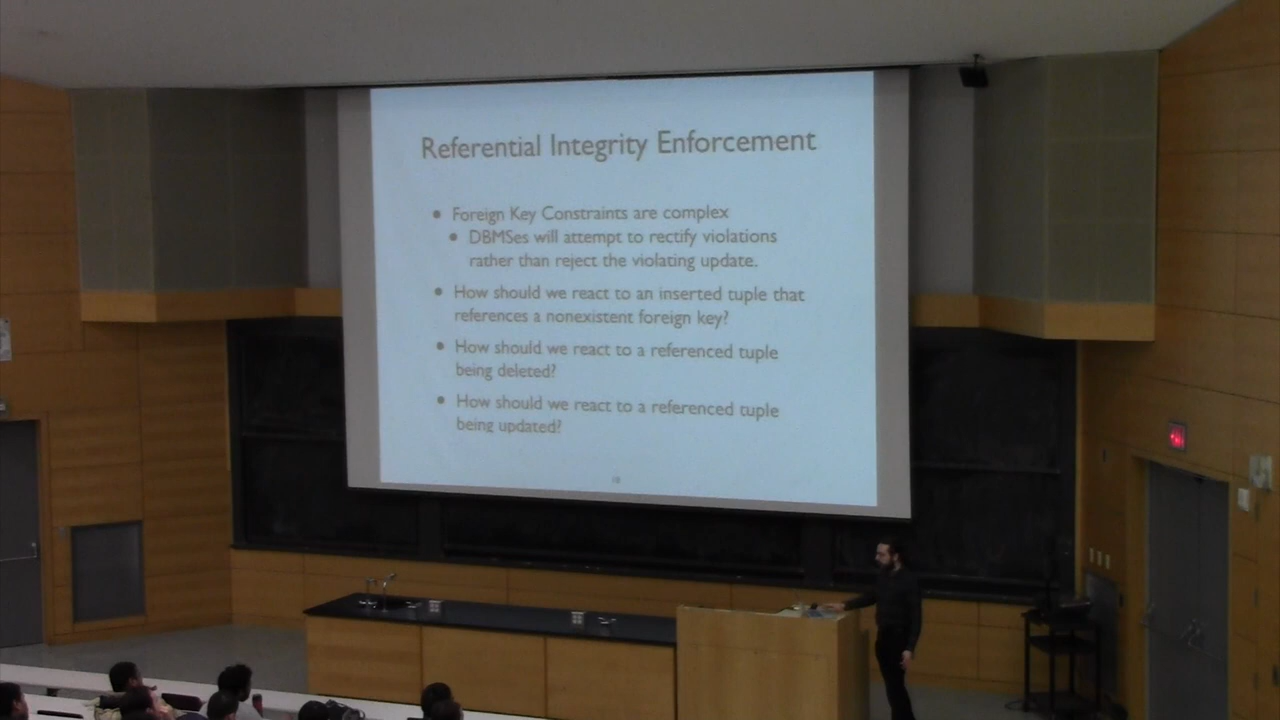 Referential Integrity Enforcement
• Foreign Key Constraints are complex
• DBMSes will attempt to rectify violations
rather than reject the violating update.
• How should we react to an inserted tuple that
references a nonexistent foreign key?
• How should we react to a referenced tuple
being deleted?
• How should we react to a referenced tuple
being updated?